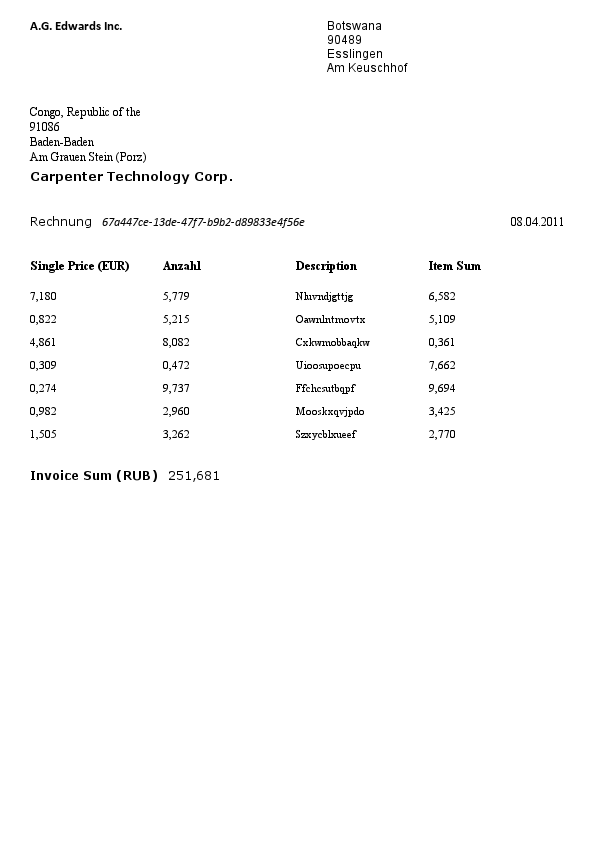 A.G. Edwards Inc.
Botswana
90489
Esslingen
Am Keuschhof
Congo, Republic of the
91086
Baden-Baden
Am Grauen Stein (Porz)
Carpenter Technology Corp.
Rechnung 67a447ce-13de-47f7-b9b2-d89833e4f56e 08.04.2011
Single Price (EUR) Anzahl Description Item Sum
7,180 5,779 Nluvndjgttjg 6,582
0,822 5,215 Oawnlntmovtx 5,109
4,861 8,082 Cxkwmobbaqkw 0,361
0,309 0,472 Uioosupoecpu 7,662
0,274 9,737 Ffchcsutbqpf 9,694
0,982 2,960 Mooskxqvjpdo 3,425
1,505 3,262 Szxycblxueef 2,770
Invoice Sum (RUB) 251,681